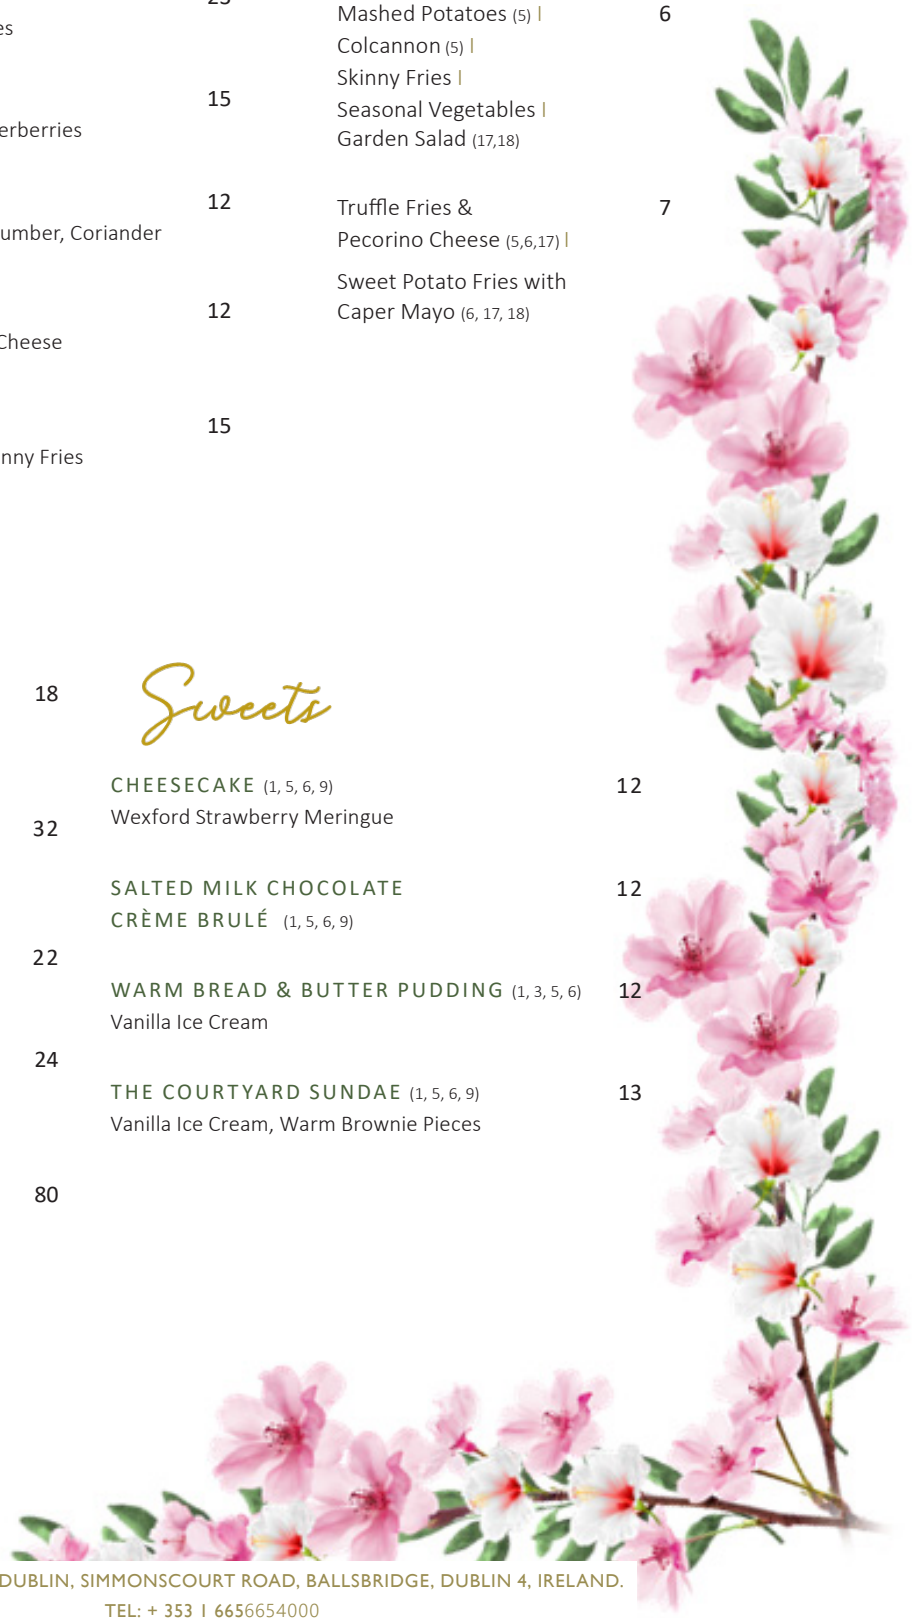 es
15
erberries
12
umber, Coriander
12
Cheese
15
nny Fries
Mashed Potatoes (5) I
6
Colcannon (5) I
Skinny Fries I
Seasonal Vegetables I
Garden Salad (17,18)
Truffle Fries &
7
Pecorino Cheese (5,6,17) I
Sweet Potato Fries with
Caper Mayo (6, 17, 18)
18
32
22
24
80
Sweets
CHEESECAKE (1, 5, 6, 9) 12
Wexford Strawberry Meringue
SALTED MILK CHOCOLATE 12
CRÈME BRULÉ (1, 5, 6, 9)
WARM BREAD & BUTTER PUDDING (1, 3, 5, 6) 12
Vanilla Ice Cream
THE COURTYARD SUNDAE (1, 5, 6, 9) 13
Vanilla Ice Cream, Warm Brownie Pieces
DUBLIN, SIMMONSCOURT ROAD, BALLSBRIDGE, DUBLIN 4, IRELAND.
TEL: + 353 1 6656654000